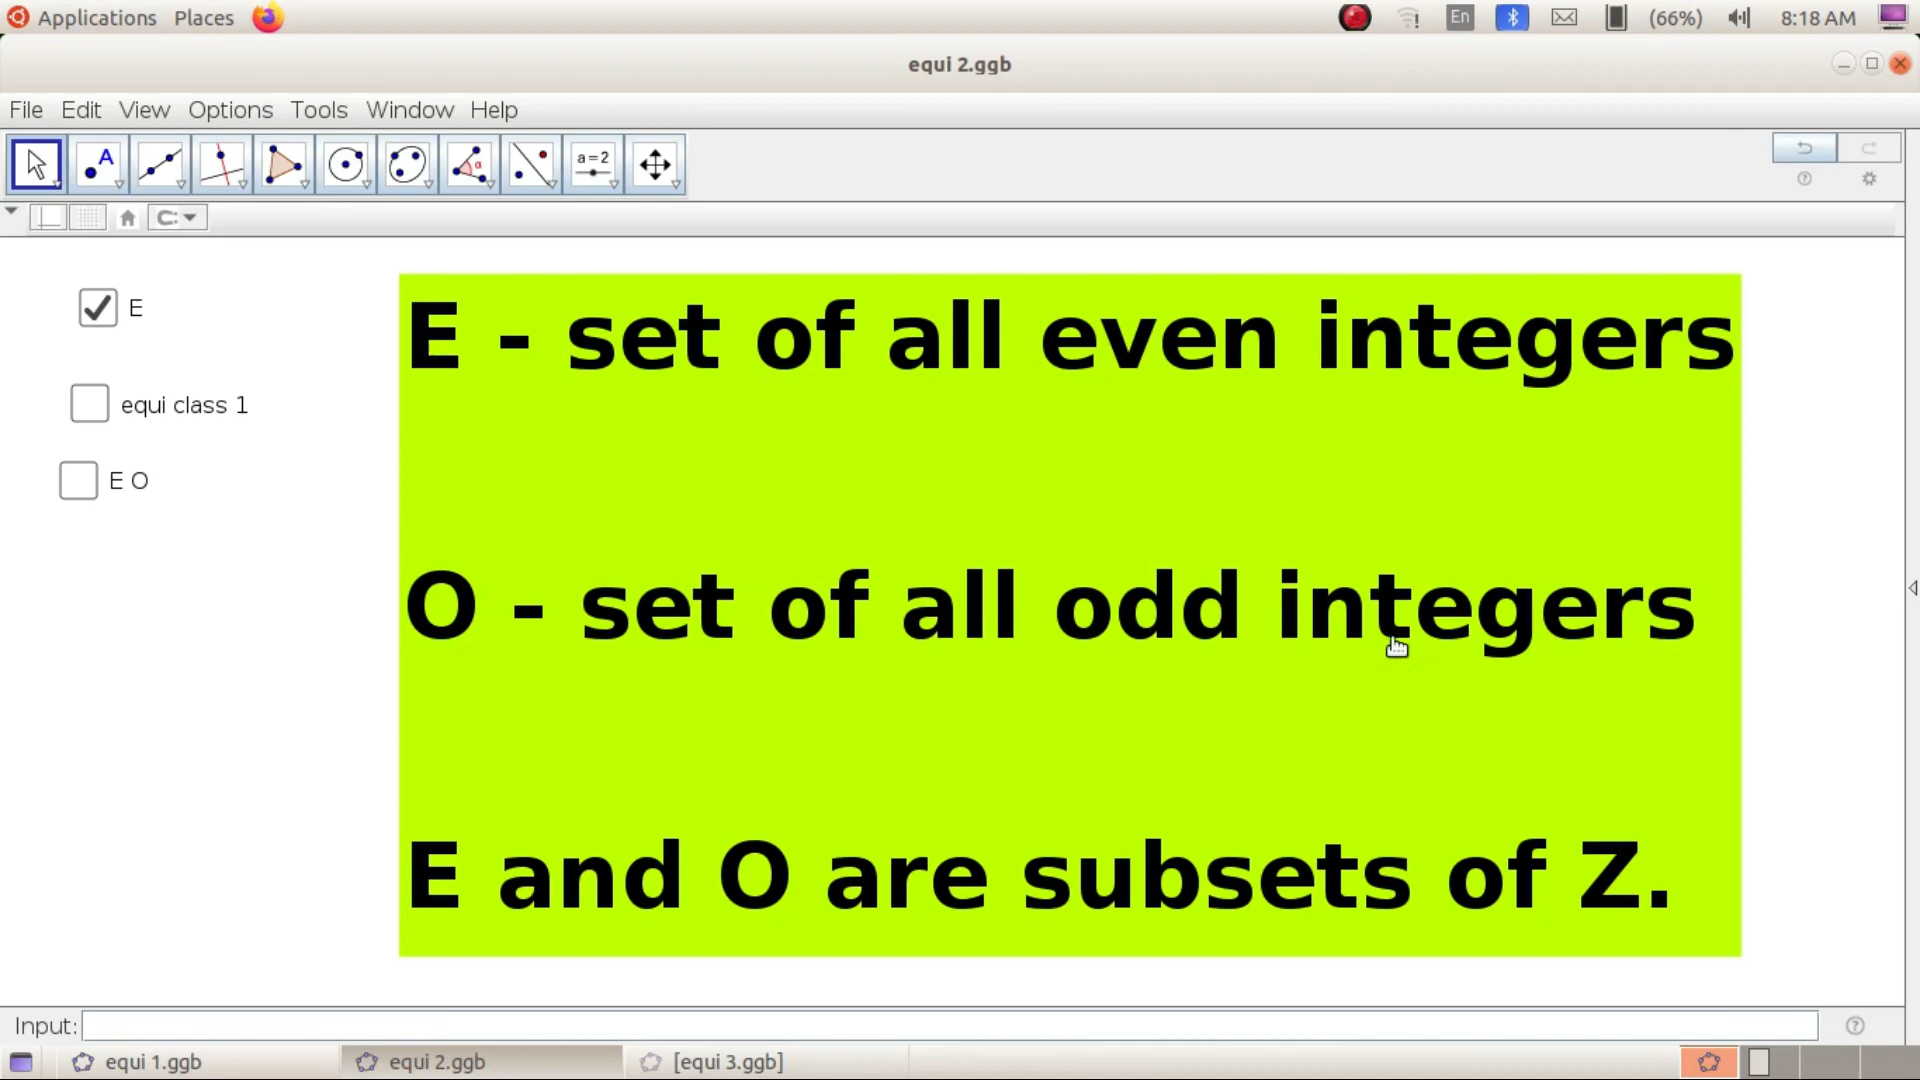 Applications Places En (66%) 8:18 AM
equi 2.ggb
File Edit View Options Tools Window Help
A α a=2
E
equi class 1
E O
E - set of all even integers
O - set of all odd integers
E and O are subsets of Z.
Input:
equi 1.ggb equi 2.ggb [equi 3.ggb]